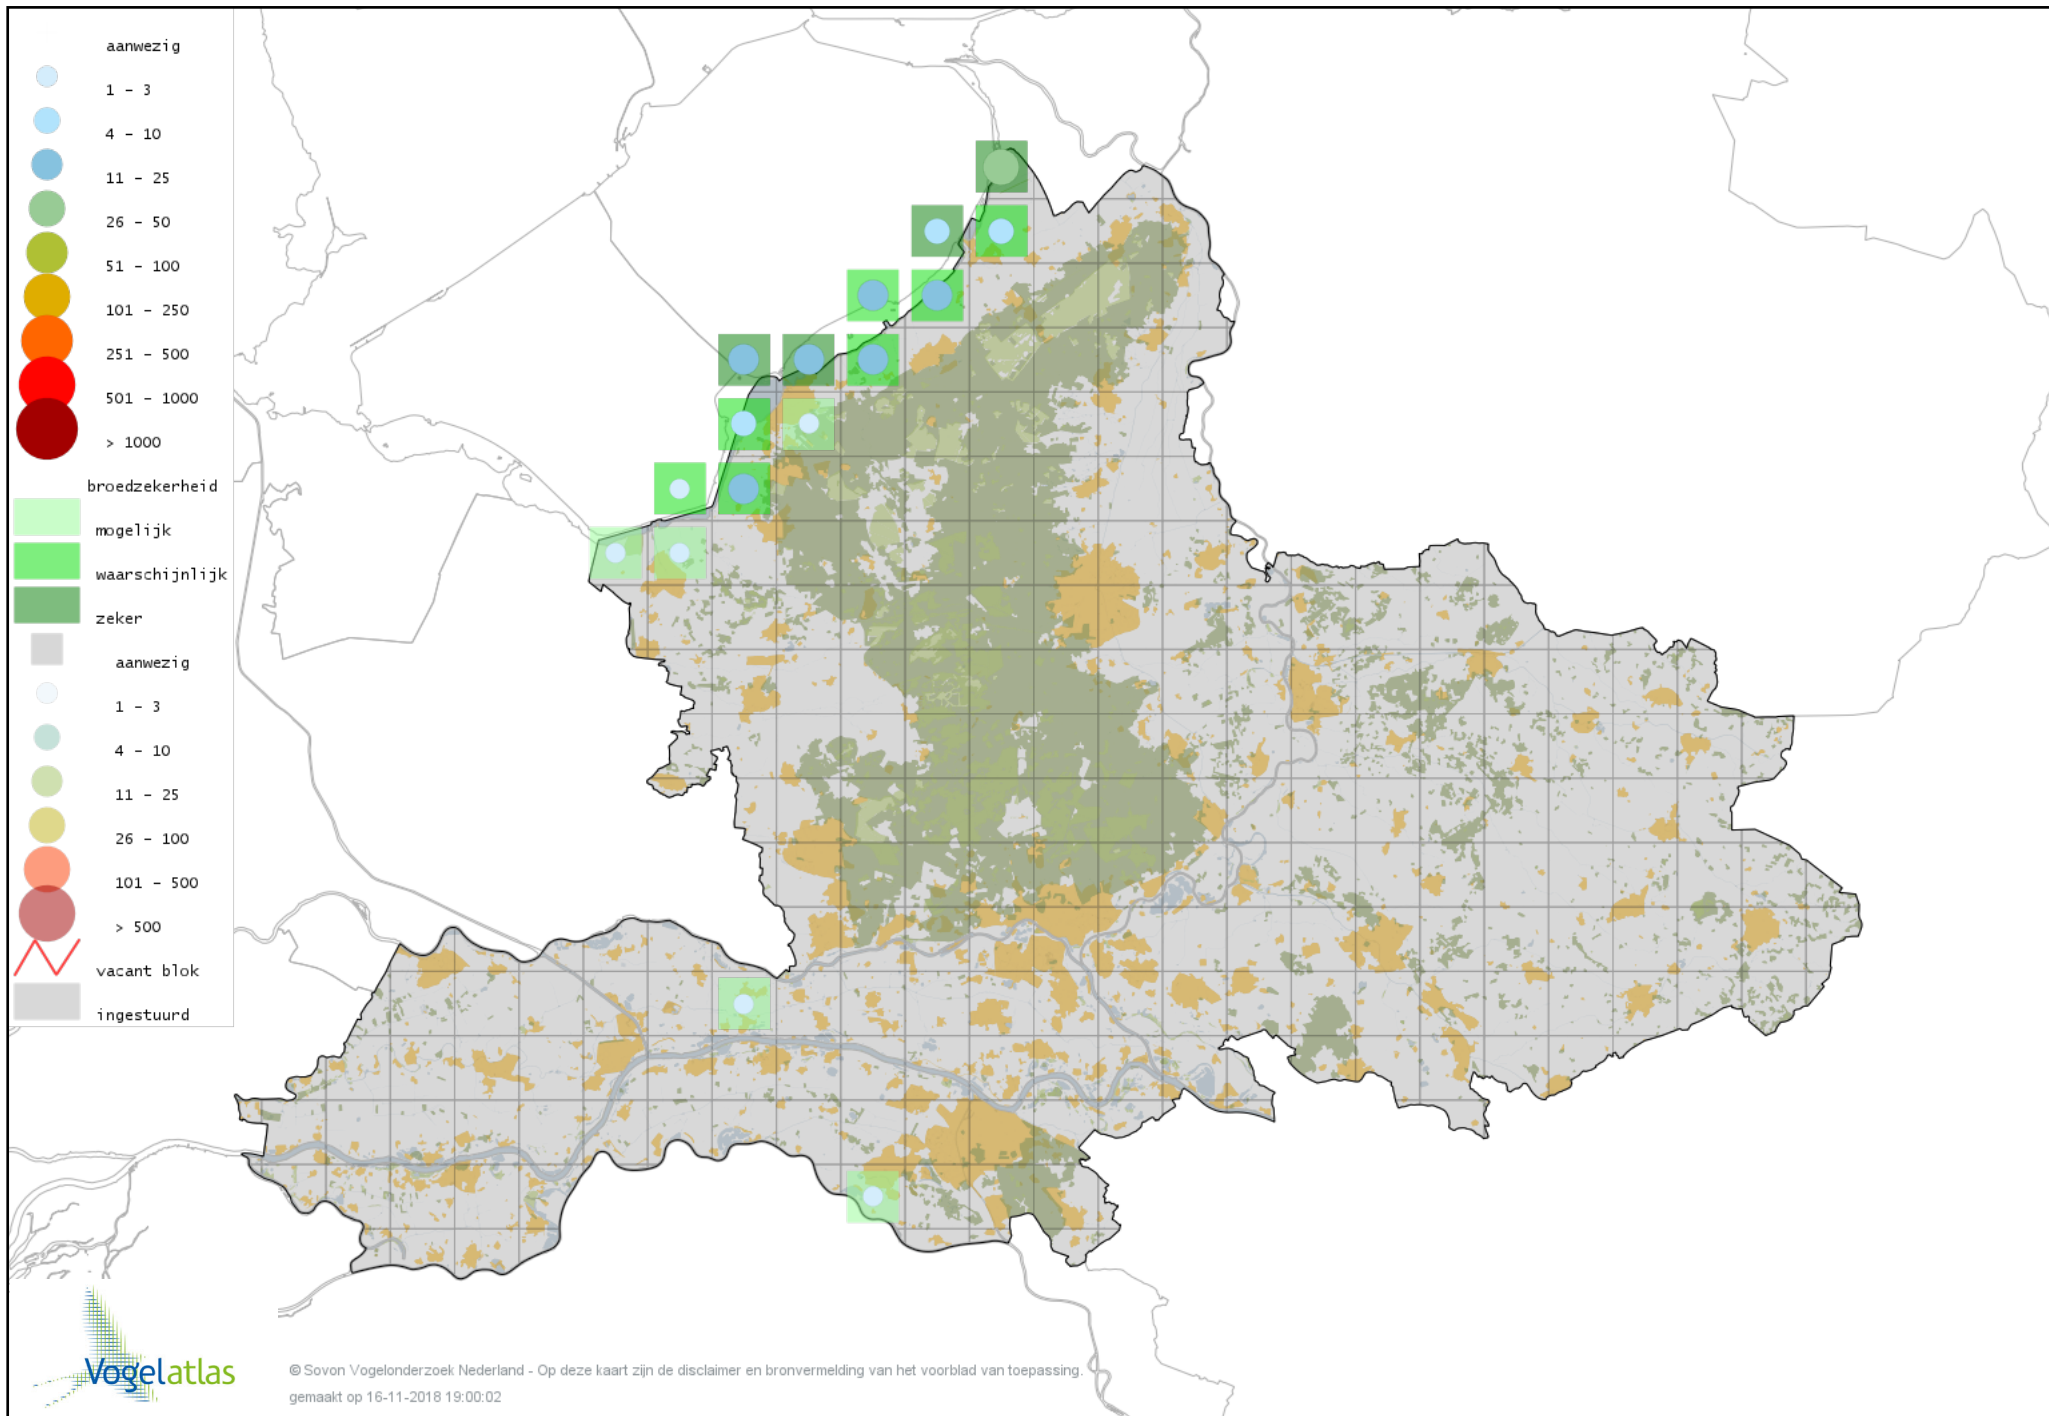 aanwezig
1 - 3
4 - 10
11 - 25
26 - 50
51 - 100
101 - 250
251 - 500
501 - 1000
> 1000
broedzekerheid
mogelijk
waarschijnlijk
zeker
aanwezig
1 - 3
4 - 10
11 - 25
26 - 100
101 - 500
> 500
vacant blok
ingestuurd
Vogelatlas
© Sovon Vogelonderzoek Nederland - Op deze kaart zijn de disclaimer en bronvermelding van het voorblad van toepassing.
gemaakt op 16-11-2018 19:00:02